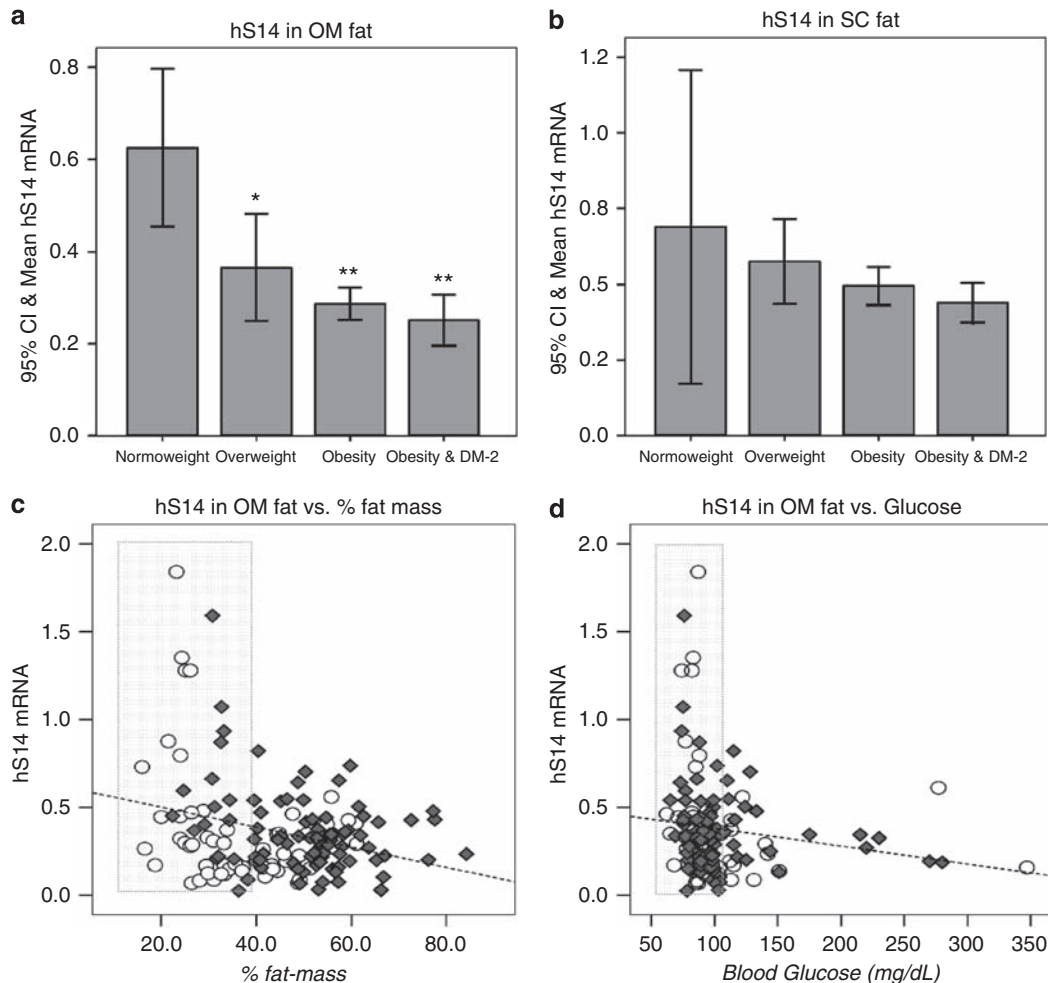 a
hS14 in OM fat
95% CI & Mean hS14 mRNA
0.8
0.6
0.4
0.2
0.0
*
**
**
Normoweight Overweight Obesity Obesity & DM-2
b
hS14 in SC fat
95% CI & Mean hS14 mRNA
1.2
1.0
0.8
0.5
0.2
0.0
Normoweight Overweight Obesity Obesity & DM-2
c
hS14 in OM fat vs. % fat mass
hS14 mRNA
2.0
1.5
1.0
0.5
0.0
20.0 40.0 60.0 80.0
% fat-mass
d
hS14 in OM fat vs. Glucose
hS14 mRNA
2.0
1.5
1.0
0.5
0.0
50 100 150 200 250 300 350
Blood Glucose (mg/dL)